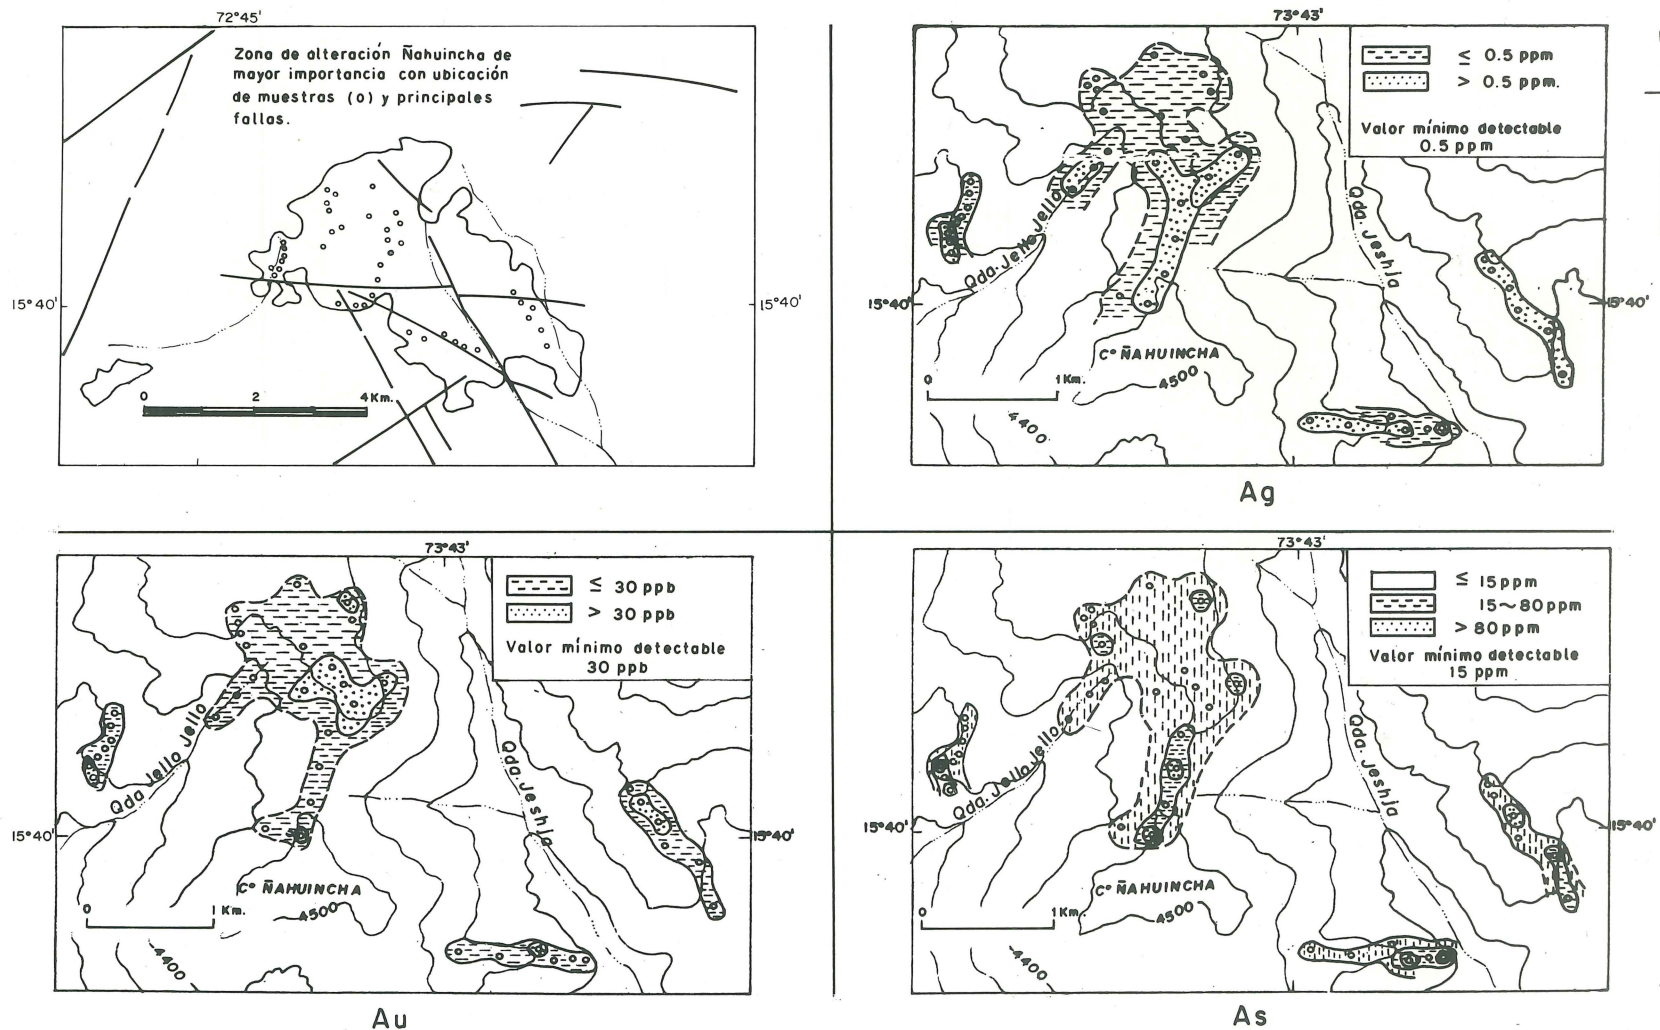 72°45'
Zona de alteración Ñahuincha de
mayor importancia con ubicación
de muestras (o) y principales
fallas.
15°40'
15°40'
0 2 4 Km.
73°43'
≤ 0.5 ppm
> 0.5 ppm.
Valor mínimo detectable
0.5 ppm
Qda. Jello Jello
Qda. Jeshja
15°40'
15°40'
C° ÑAHUINCHA
4500
0 1 Km.
4400
Ag
73°43'
≤ 30 ppb
> 30 ppb
Valor mínimo detectable
30 ppb
Qda Jello Jello
Qda. Jeshja
15°40'
15°40'
C° ÑAHUINCHA
4500
0 1 Km.
4400
Au
73°43'
≤ 15 ppm
15~80 ppm
> 80 ppm
Valor mínimo detectable
15 ppm
Qda. Jello Jello
Qda. Jeshja
15°40'
15°40'
C° ÑAHUINCHA
4500
0 1 Km.
4400
As